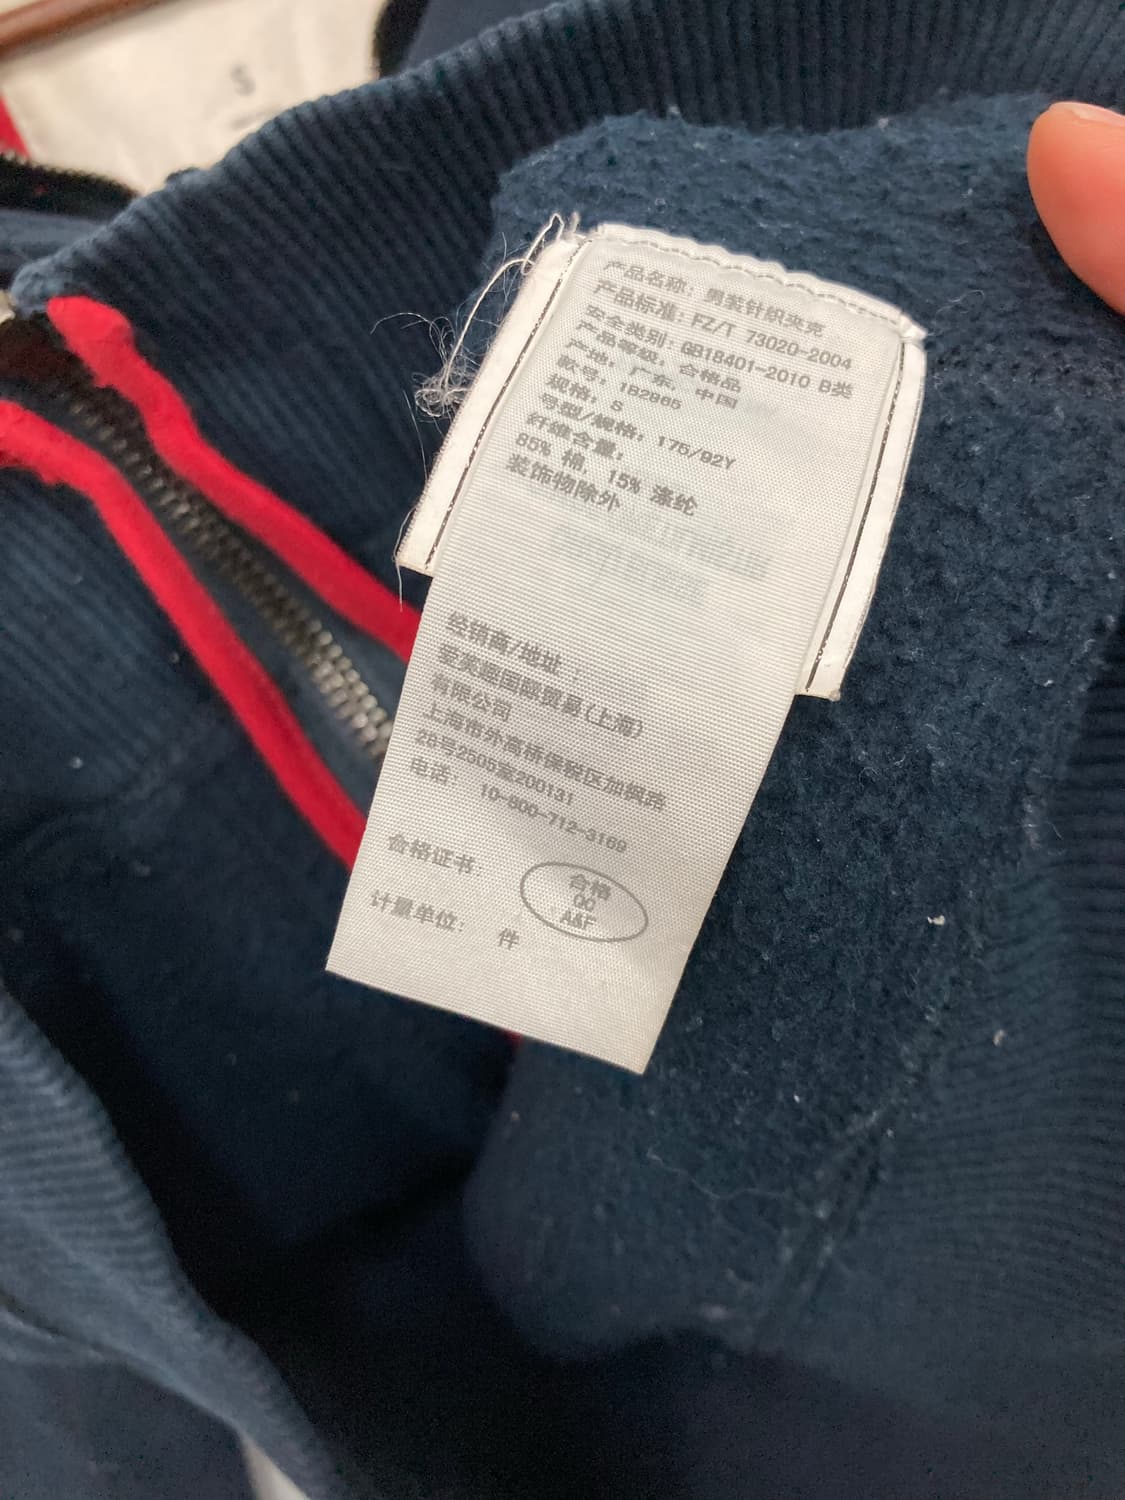 S
产品名称: 男装针织夹克
产品标准: FZ/T 73020-2004
安全类别: GB18401-2010 B类
产品等级: 合格品
产地: 广东, 中国
款号: 182965
规格: S
号型/规格: 175/92Y
纤维含量:
85% 棉, 15% 涤纶
装饰物除外
经销商/地址:
爱芙趣国际贸易(上海)
有限公司
上海市外高桥保税区加枫路
26号2505室200131
电话: 10-800-712-3169
合格证书: 合格
QC
A&F
计量单位: 件